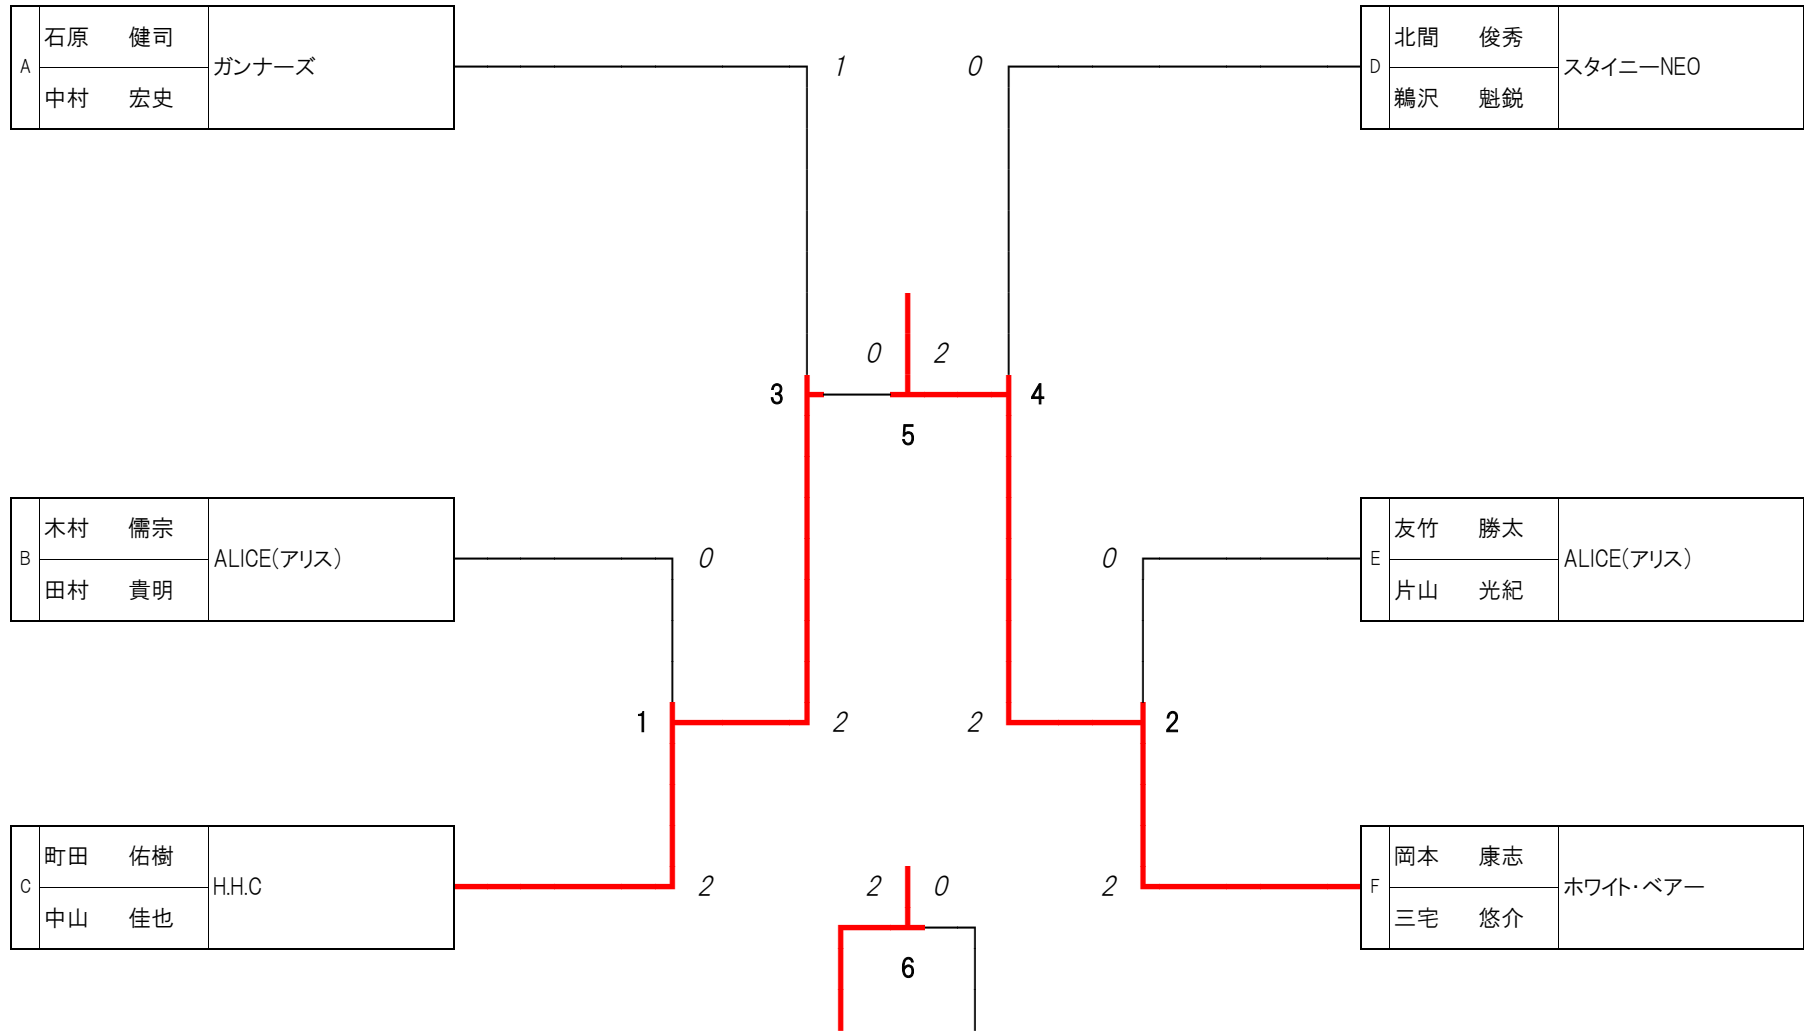 A 石原 健司 ガンナーズ
中村 宏史
1 0
D 北間 俊秀 スタイニーNEO
鵜沢 魁鋭
0 2
3 4
5
B 木村 儒宗 ALICE(アリス)
田村 貴明
0 0
E 友竹 勝太 ALICE(アリス)
片山 光紀
1 2 2 2
C 町田 佑樹 H.H.C
中山 佳也
2 2 0 2
F 岡本 康志 ホワイト・ベアー
三宅 悠介
6